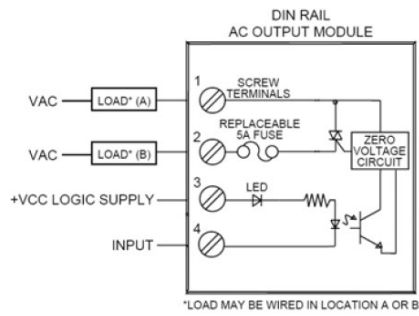 DIN RAIL
AC OUTPUT MODULE
1
SCREW
TERMINALS
VAC
LOAD* (A)
REPLACEABLE
5A FUSE
2
VAC
LOAD* (B)
ZERO
VOLTAGE
CIRCUIT
3
LED
+VCC LOGIC SUPPLY
4
INPUT
*LOAD MAY BE WIRED IN LOCATION A OR B